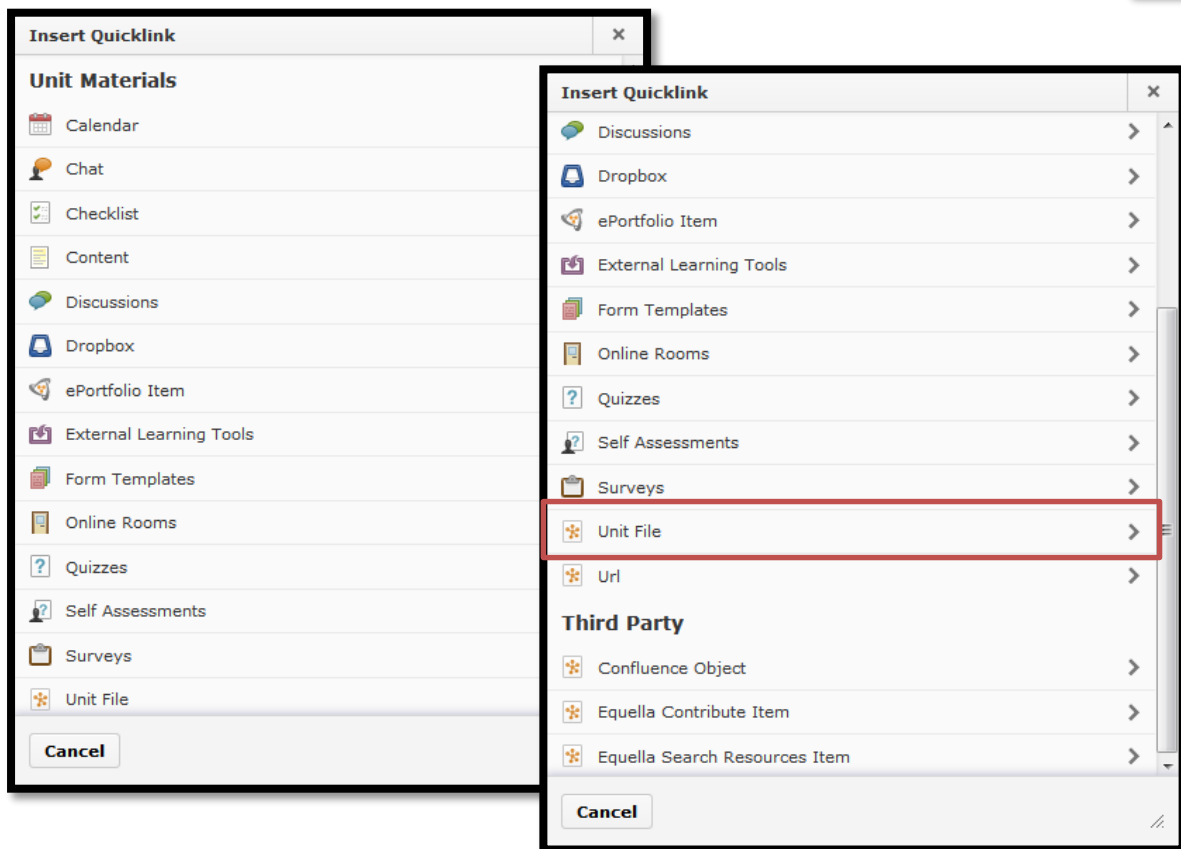 Insert Quicklink
Unit Materials
Calendar
Chat
Checklist
Content
Discussions
Dropbox
ePortfolio Item
External Learning Tools
Form Templates
Online Rooms
Quizzes
Self Assessments
Surveys
Unit File
Cancel
Insert Quicklink
Discussions
Dropbox
ePortfolio Item
External Learning Tools
Form Templates
Online Rooms
Quizzes
Self Assessments
Surveys
Unit File
Url
Third Party
Confluence Object
Equella Contribute Item
Equella Search Resources Item
Cancel